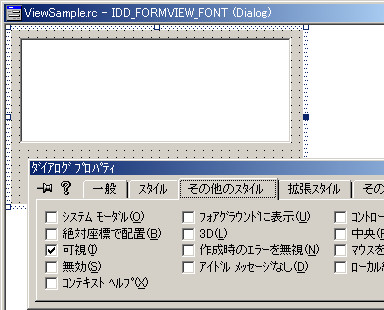 ViewSample.rc - IDD_FORMVIEW_FONT (Dialog)
ﾀﾞｲｱﾛｸﾞ ﾌﾟﾛﾊﾟﾃｨ
一般 ｽﾀｲﾙ その他のスタイル 拡張スタイル その
システム モーダル(O) ﾌｫｱｸﾞﾗｳﾝﾄﾞに表示(U) コントロー
絶対座標で配置(B) 3D(L) 中央(
可視(I) 作成時のエラーを無視(N) マウスを
無効(S) ｱｲﾄﾞﾙ ﾒｯｾｰｼﾞなし(D) ローカル
コンテキスト ヘルプ(X)